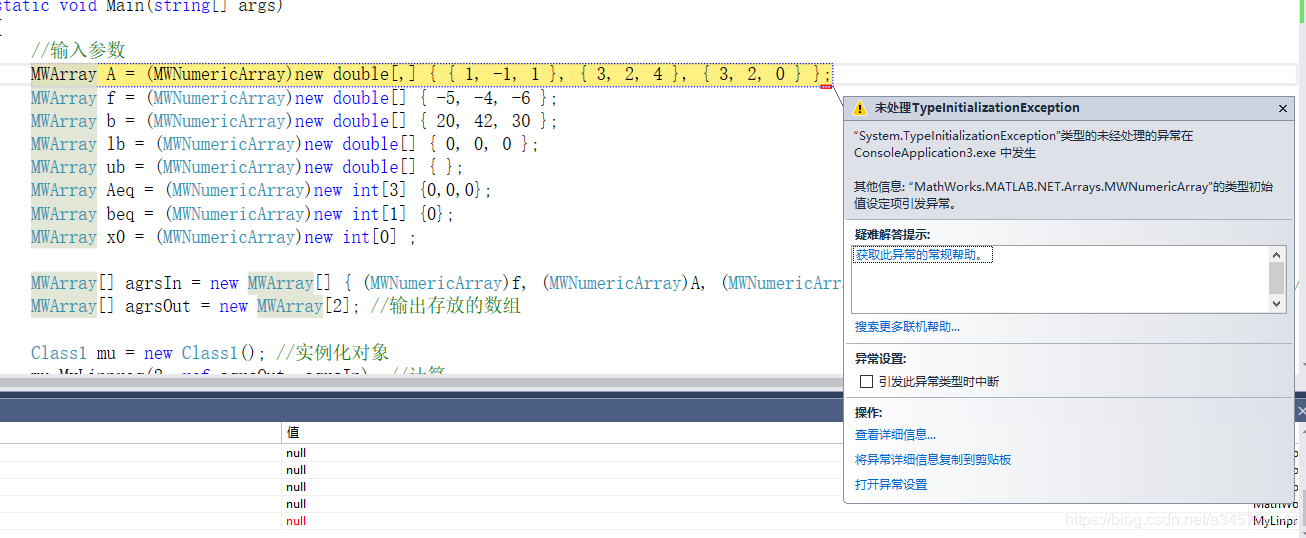 static void Main(string[] args)
{
//输入参数
MWArray A = (MWNumericArray)new double[,] { { 1, -1, 1 }, { 3, 2, 4 }, { 3, 2, 0 } };
MWArray f = (MWNumericArray)new double[] { -5, -4, -6 };
MWArray b = (MWNumericArray)new double[] { 20, 42, 30 };
MWArray lb = (MWNumericArray)new double[] { 0, 0, 0 };
MWArray ub = (MWNumericArray)new double[] { };
MWArray Aeq = (MWNumericArray)new int[3] {0,0,0};
MWArray beq = (MWNumericArray)new int[1] {0};
MWArray x0 = (MWNumericArray)new int[0] ;
MWArray[] agrsIn = new MWArray[] { (MWNumericArray)f, (MWNumericArray)A, (MWNumericArra
MWArray[] agrsOut = new MWArray[2]; //输出存放的数组
Class1 mu = new Class1(); //实例化对象
未处理TypeInitializationException
"System.TypeInitializationException"类型的未经处理的异常在
ConsoleApplication3.exe 中发生
其他信息: "MathWorks.MATLAB.NET.Arrays.MWNumericArray"的类型初始
值设定项引发异常。
疑难解答提示:
获取此异常的常规帮助。
搜索更多联机帮助...
异常设置:
引发此异常类型时中断
操作:
查看详细信息...
将异常详细信息复制到剪贴板
打开异常设置
值
null
null
null
null
null
MathWo
MyLinpr